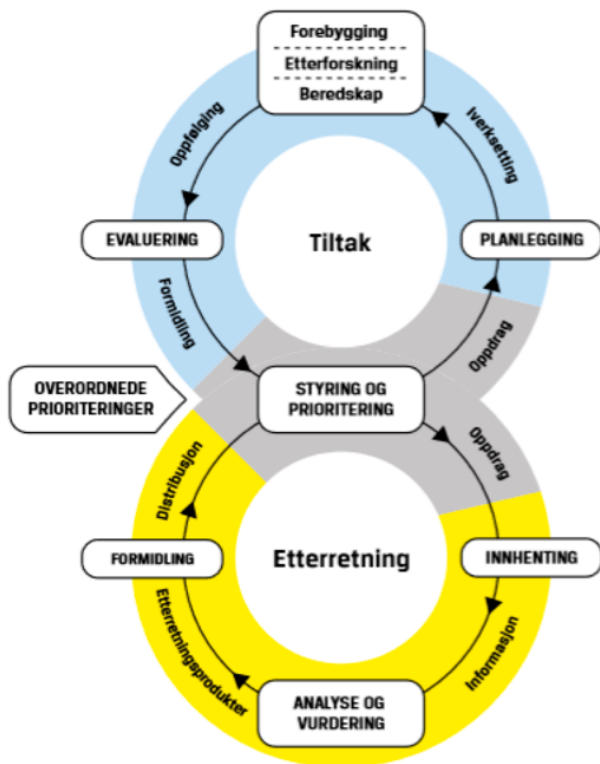 Forebygging
Etterforskning
Beredskap
Oppfølging
Iverksetting
EVALUERING
Tiltak
PLANLEGGING
Formidling
Oppdrag
OVERORDNEDE
PRIORITERINGER
STYRING OG
PRIORITERING
Distribusjon
Oppdrag
FORMIDLING
Etterretning
INNHENTING
Etterretningsprodukter
Informasjon
ANALYSE OG
VURDERING